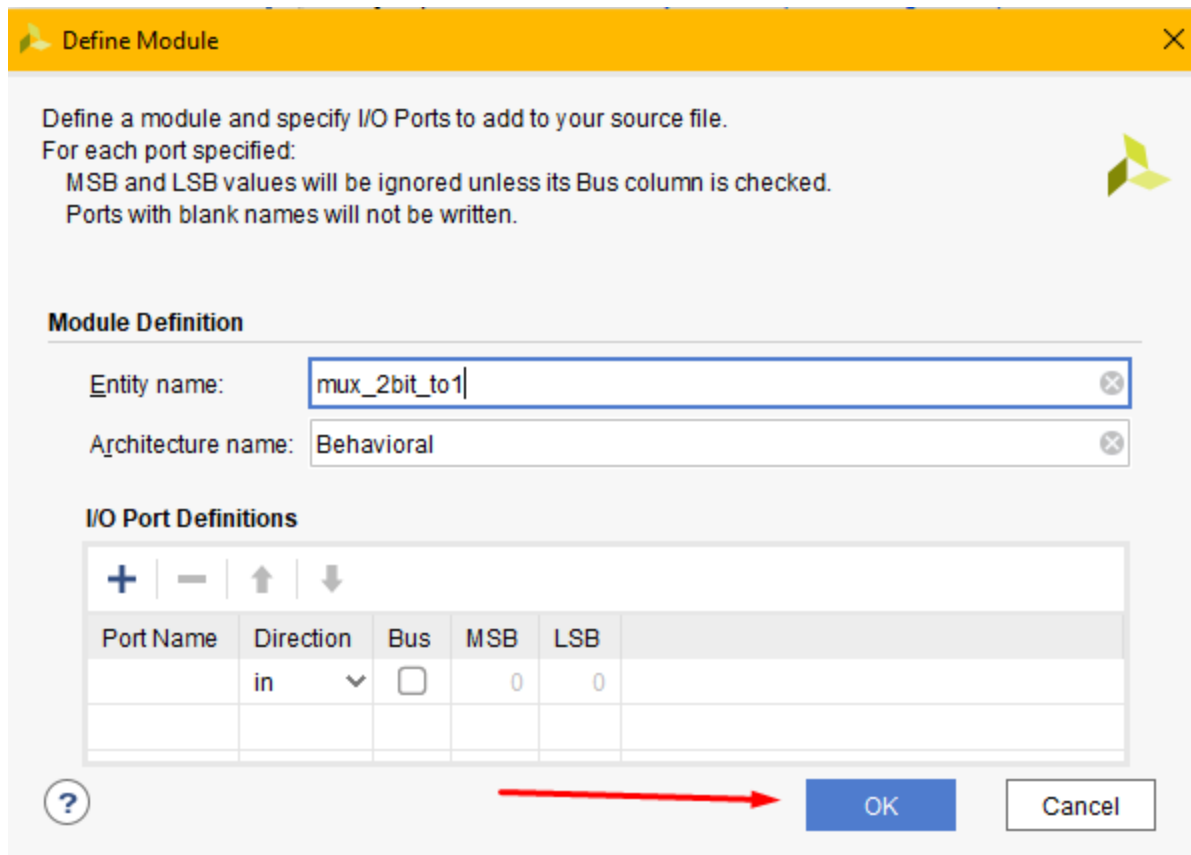 Define Module
Define a module and specify I/O Ports to add to your source file.
For each port specified:
MSB and LSB values will be ignored unless its Bus column is checked.
Ports with blank names will not be written.
Module Definition
Entity name: mux_2bit_to1
Architecture name: Behavioral
I/O Port Definitions
Port Name Direction Bus MSB LSB
in 0 0
? OK Cancel